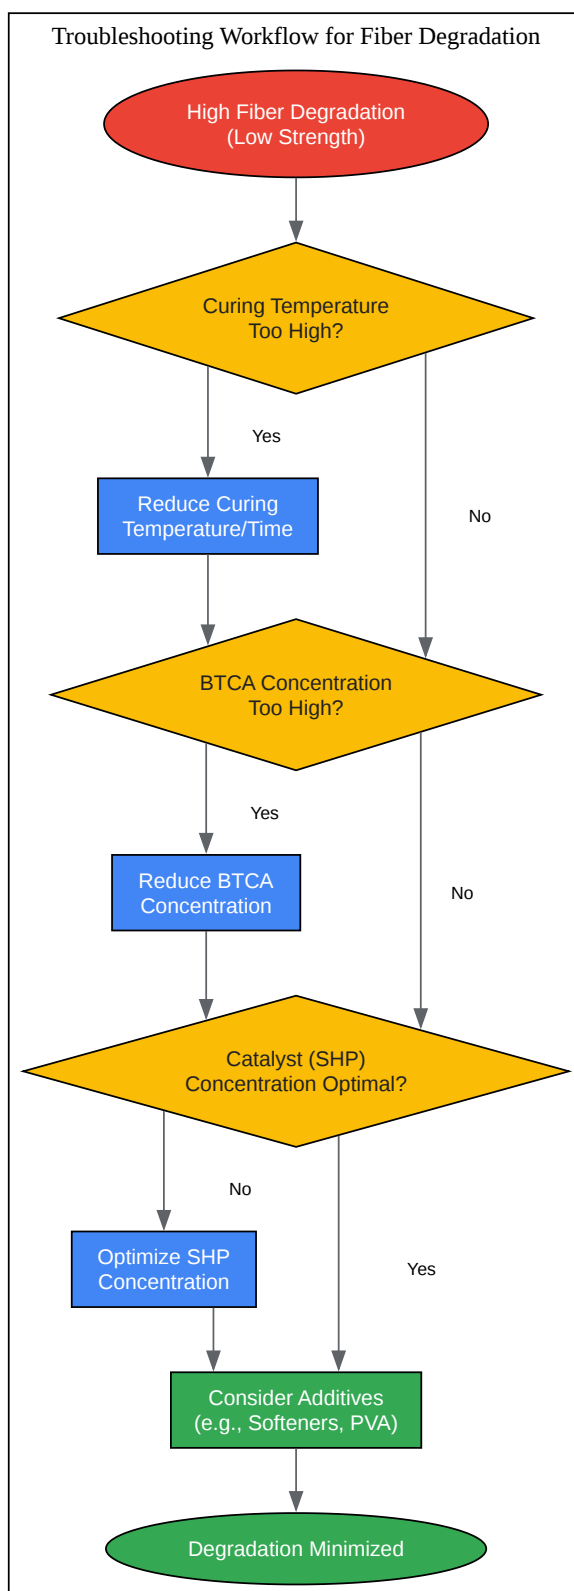 Troubleshooting Workflow for Fiber Degradation
High Fiber Degradation
(Low Strength)
Curing Temperature
Too High?
Yes
Reduce Curing
Temperature/Time
No
BTCA Concentration
Too High?
Yes
Reduce BTCA
Concentration
No
Catalyst (SHP)
Concentration Optimal?
No
Optimize SHP
Concentration
Yes
Consider Additives
(e.g., Softeners, PVA)
Degradation Minimized